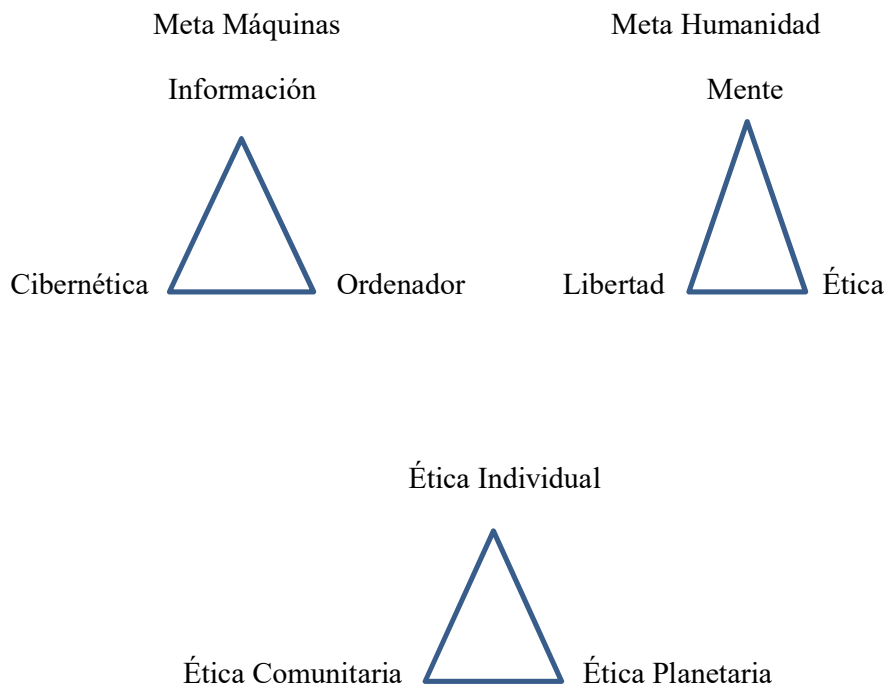 Meta Máquinas Meta Humanidad
Información Mente
Cibernética Ordenador Libertad Ética
Ética Individual
Ética Comunitaria Ética Planetaria